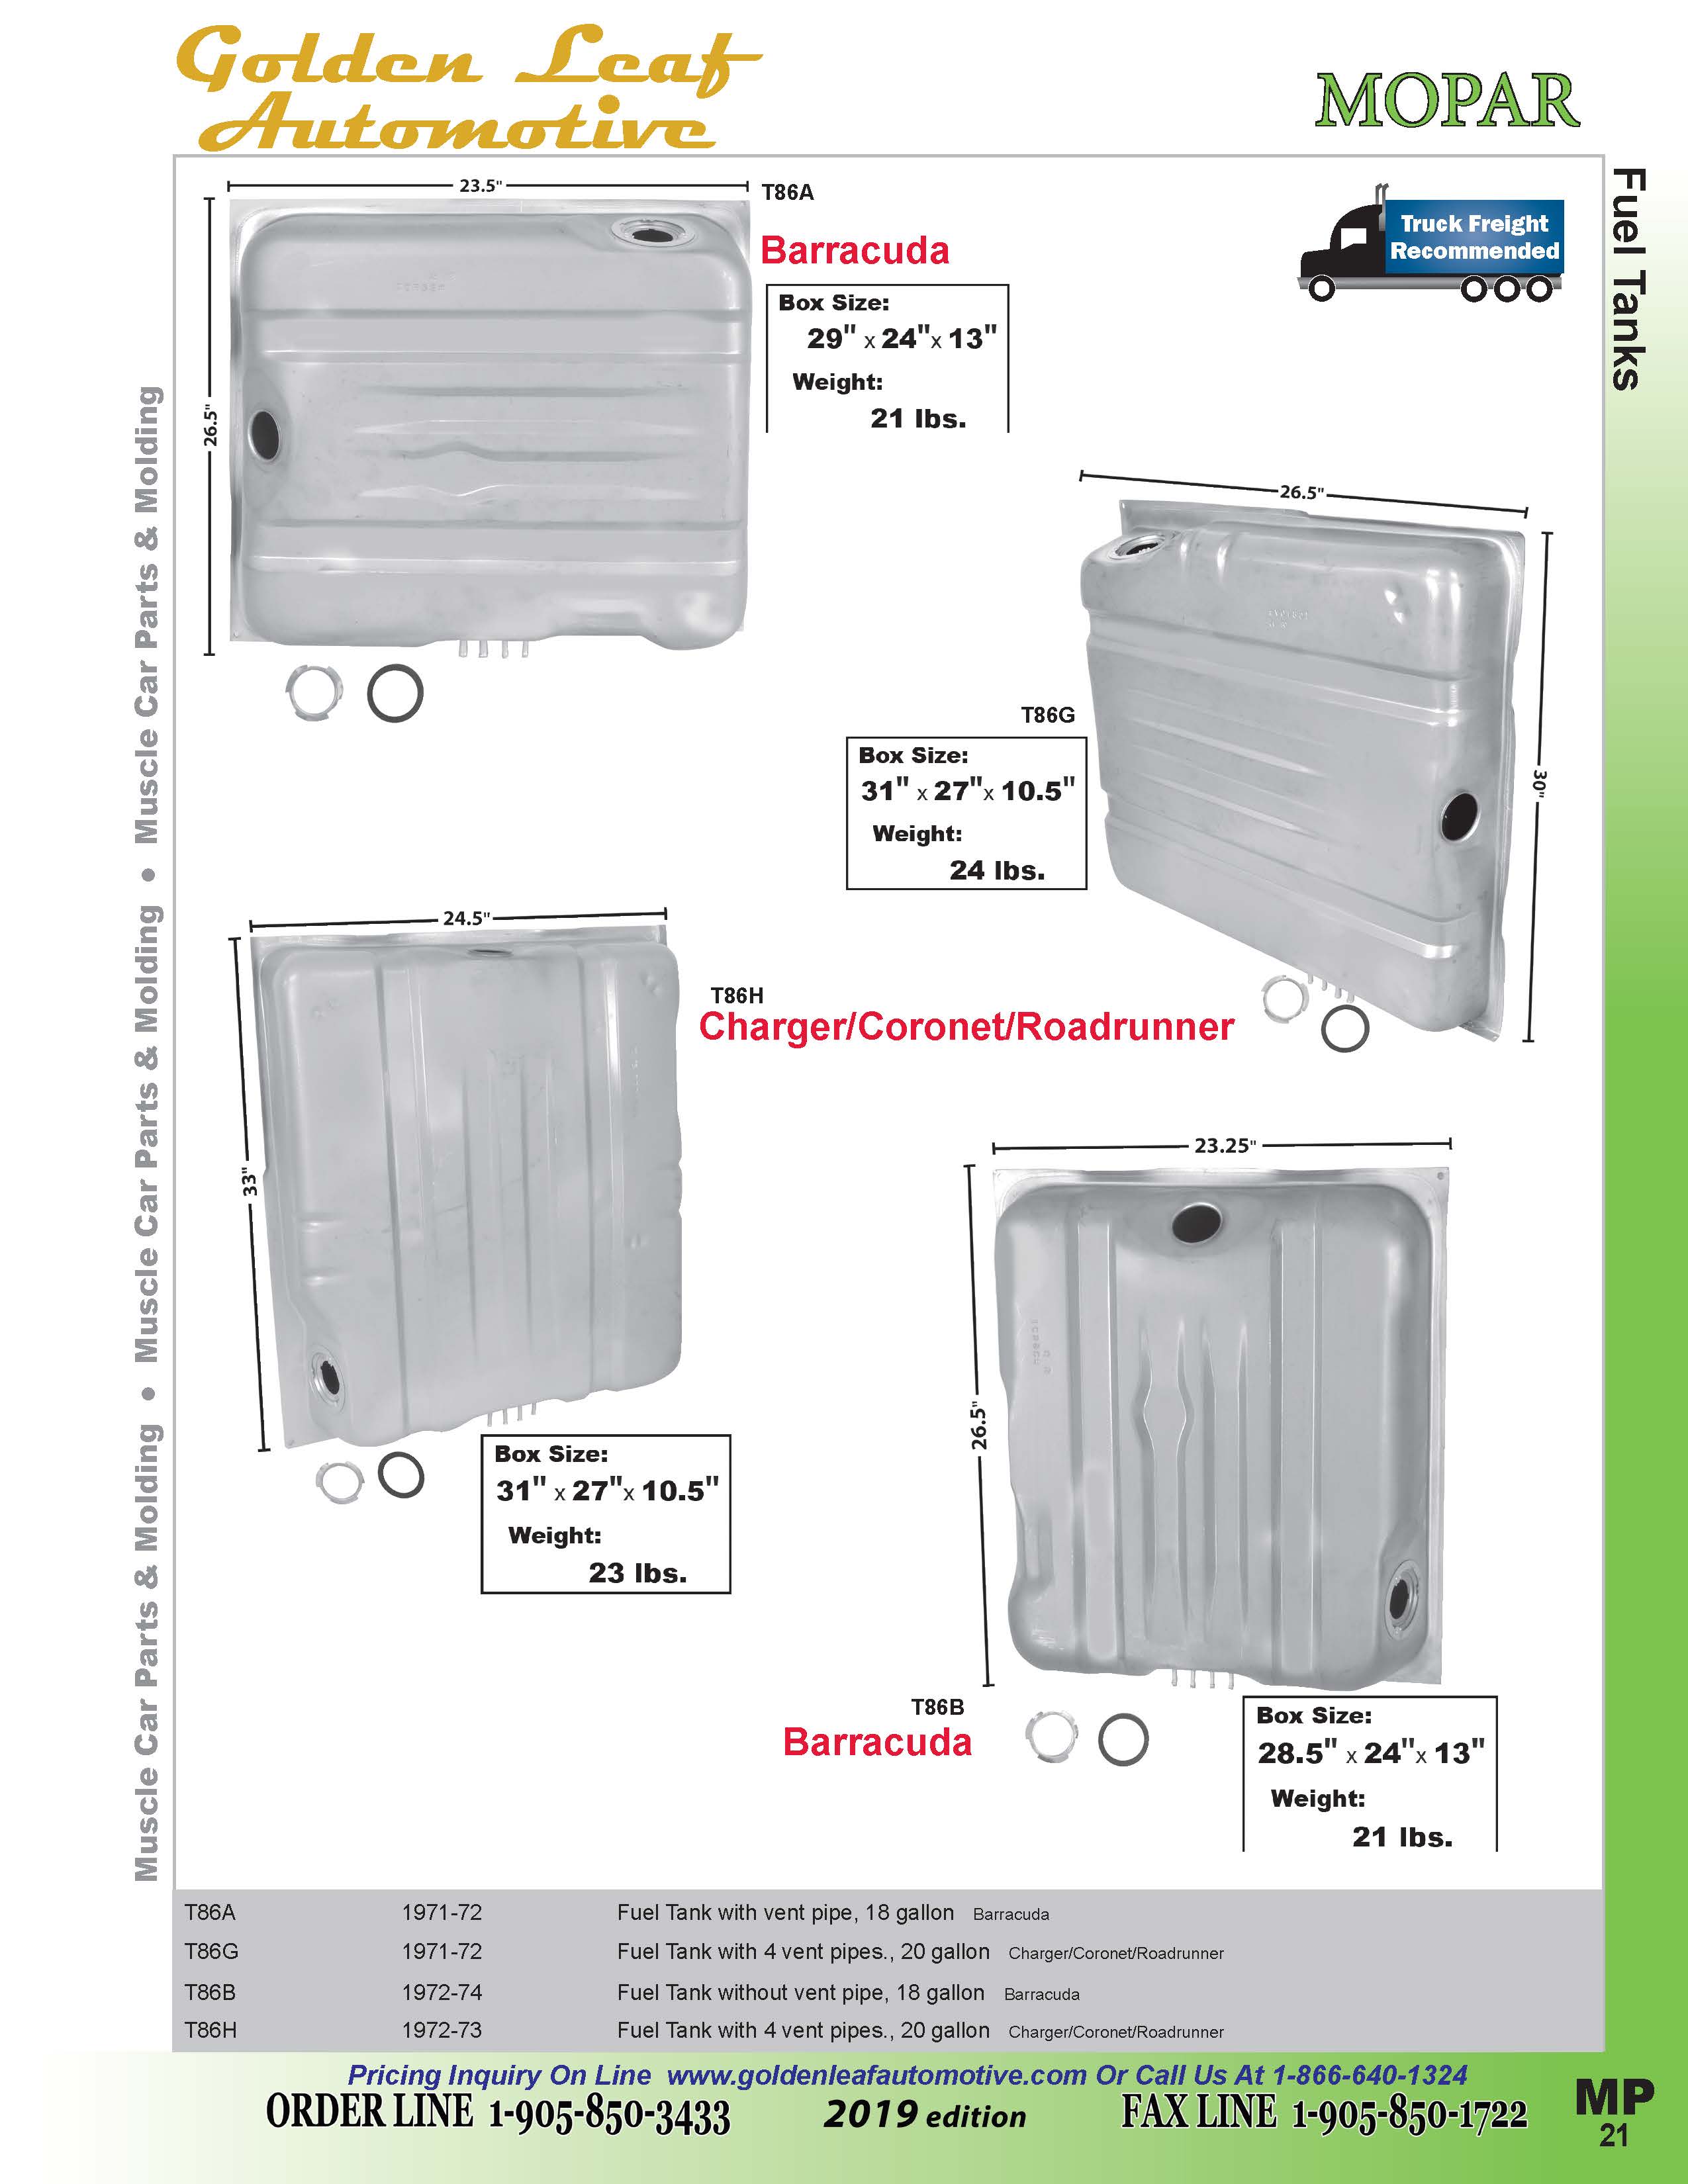 Golden Leaf
Automotive
MOPAR
Fuel Tanks
Muscle Car Parts & Molding • Muscle Car Parts & Molding • Muscle Car Parts & Molding
Truck Freight
Recommended
23.5"
26.5"
T86A
Barracuda
Box Size:
29" x 24"x 13"
Weight:
21 lbs.
26.5"
30"
T86G
Box Size:
31" x 27"x 10.5"
Weight:
24 lbs.
24.5"
33"
T86H
Charger/Coronet/Roadrunner
Box Size:
31" x 27"x 10.5"
Weight:
23 lbs.
23.25"
26.5"
T86B
Barracuda
Box Size:
28.5" x 24"x 13"
Weight:
21 lbs.
T86A 1971-72 Fuel Tank with vent pipe, 18 gallon Barracuda
T86G 1971-72 Fuel Tank with 4 vent pipes., 20 gallon Charger/Coronet/Roadrunner
T86B 1972-74 Fuel Tank without vent pipe, 18 gallon Barracuda
T86H 1972-73 Fuel Tank with 4 vent pipes., 20 gallon Charger/Coronet/Roadrunner
Pricing Inquiry On Line www.goldenleafautomotive.com Or Call Us At 1-866-640-1324
ORDER LINE 1-905-850-3433 2019 edition FAX LINE 1-905-850-1722
MP
21